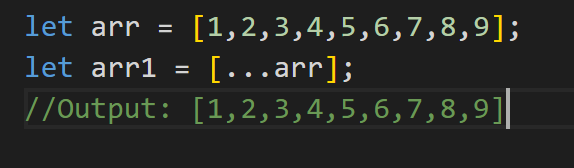 let arr = [1,2,3,4,5,6,7,8,9];
let arr1 = [...arr];
//Output: [1,2,3,4,5,6,7,8,9]